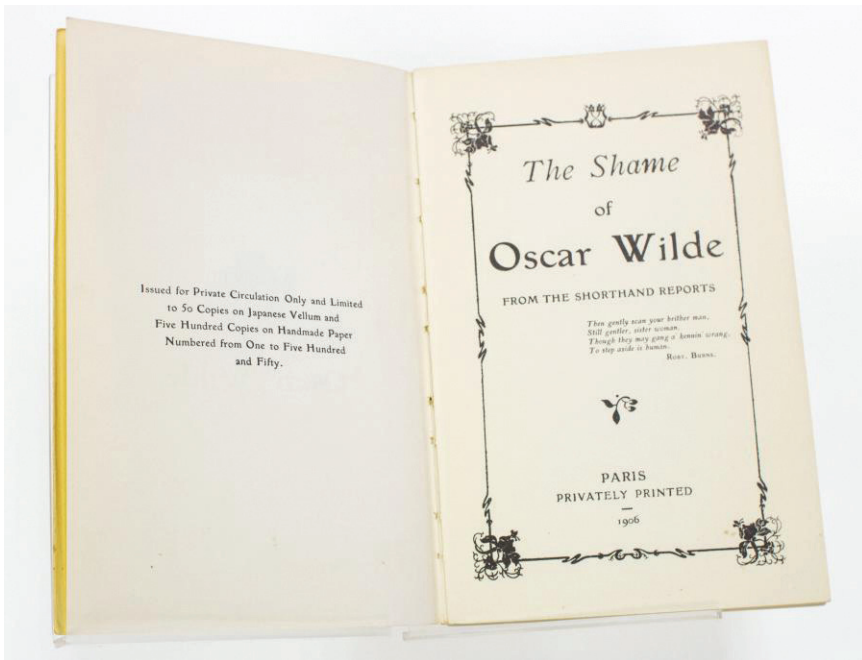 Issued for Private Circulation Only and Limited
to 50 Copies on Japanese Vellum and
Five Hundred Copies on Handmade Paper
Numbered from One to Five Hundred
and Fifty.
The Shame
of
Oscar Wilde
FROM THE SHORTHAND REPORTS
Then gently scan your brither man,
Still gentler, sister woman.
Though they may gang a' kennin' wrang,
To step aside is human.
ROBT. BURNS.
PARIS
PRIVATELY PRINTED
1906